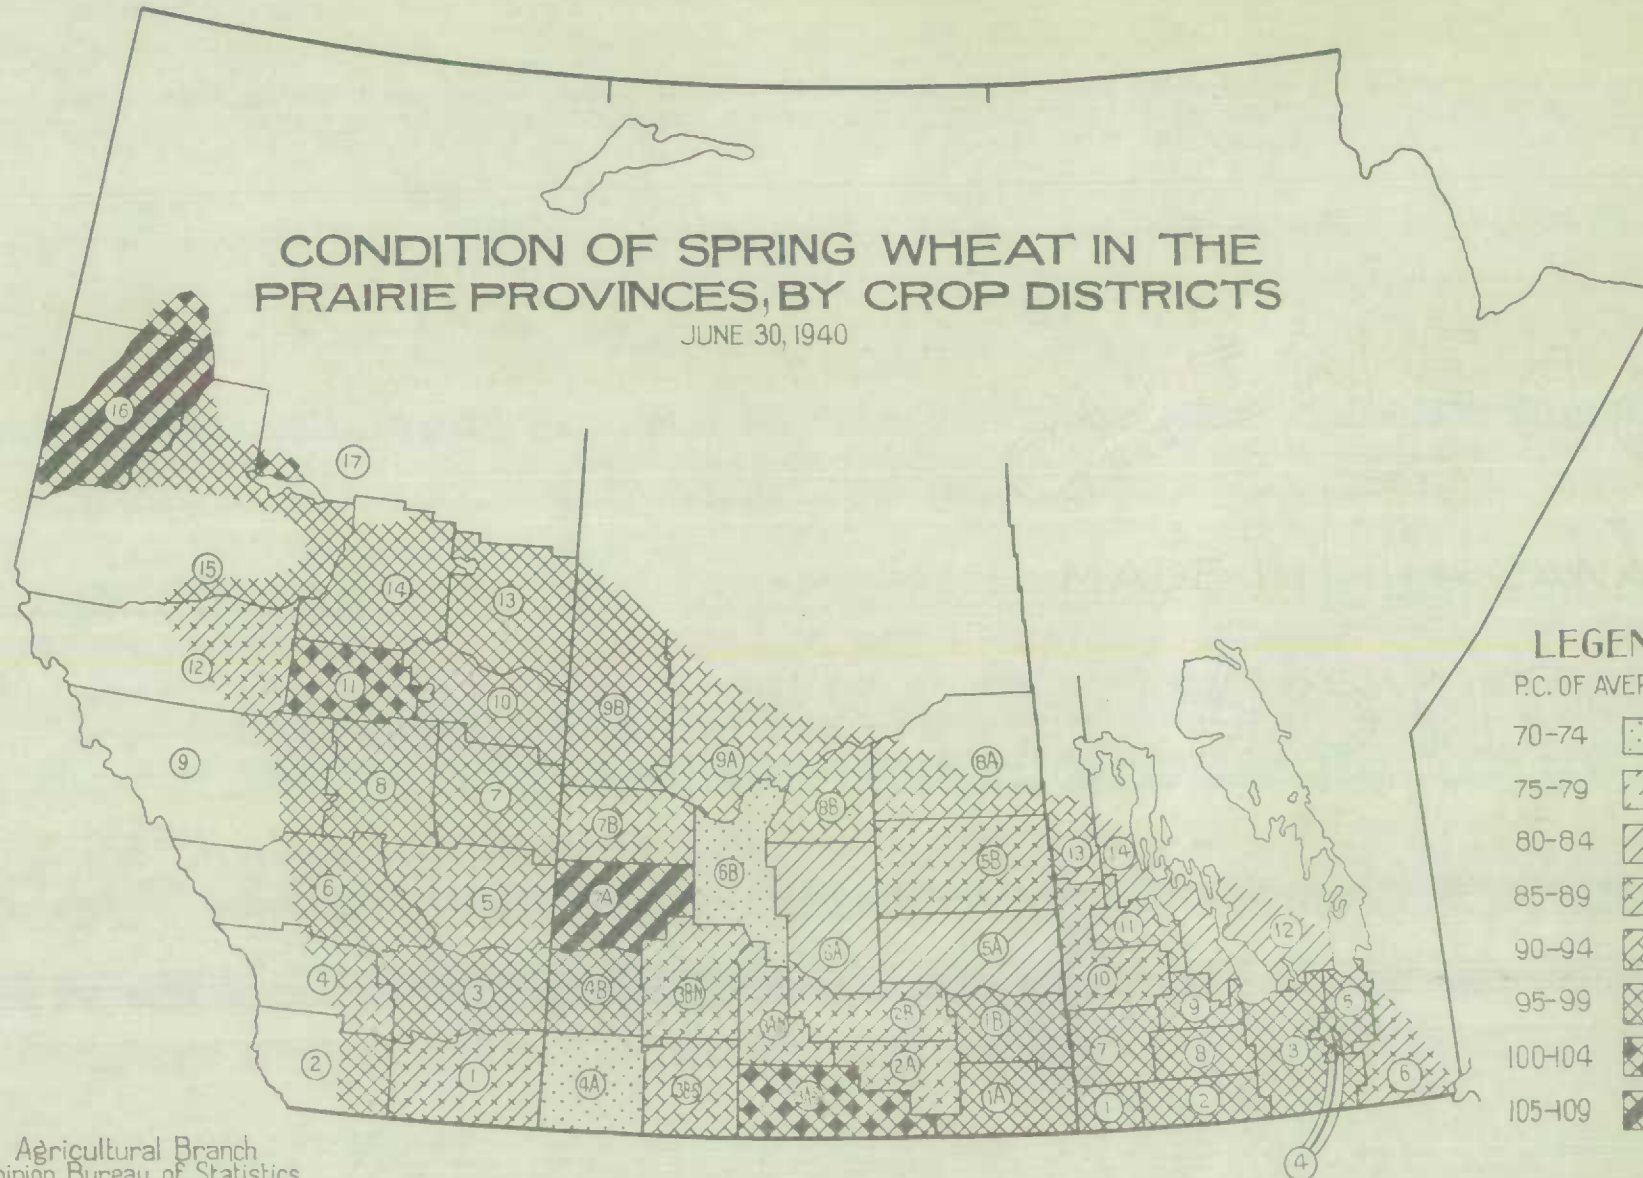 CONDITION OF SPRING WHEAT IN THE
PRAIRIE PROVINCES, BY CROP DISTRICTS
JUNE 30, 1940
16
17
15
14
13
12
11
10
9B
9
8
7
9A
8A
8B
7B
6
5
7A
6B
5B
13
14
11
12
4
3
4B
3BN
6A
5A
10
9
5
2
1
4A
3BS
2B
2A
1B
1A
7
8
3
6
1
2
4
LEGEN
P.C. OF AVER
70-74
75-79
80-84
85-89
90-94
95-99
100-104
105-109
Agricultural Branch
Bureau of Statistics